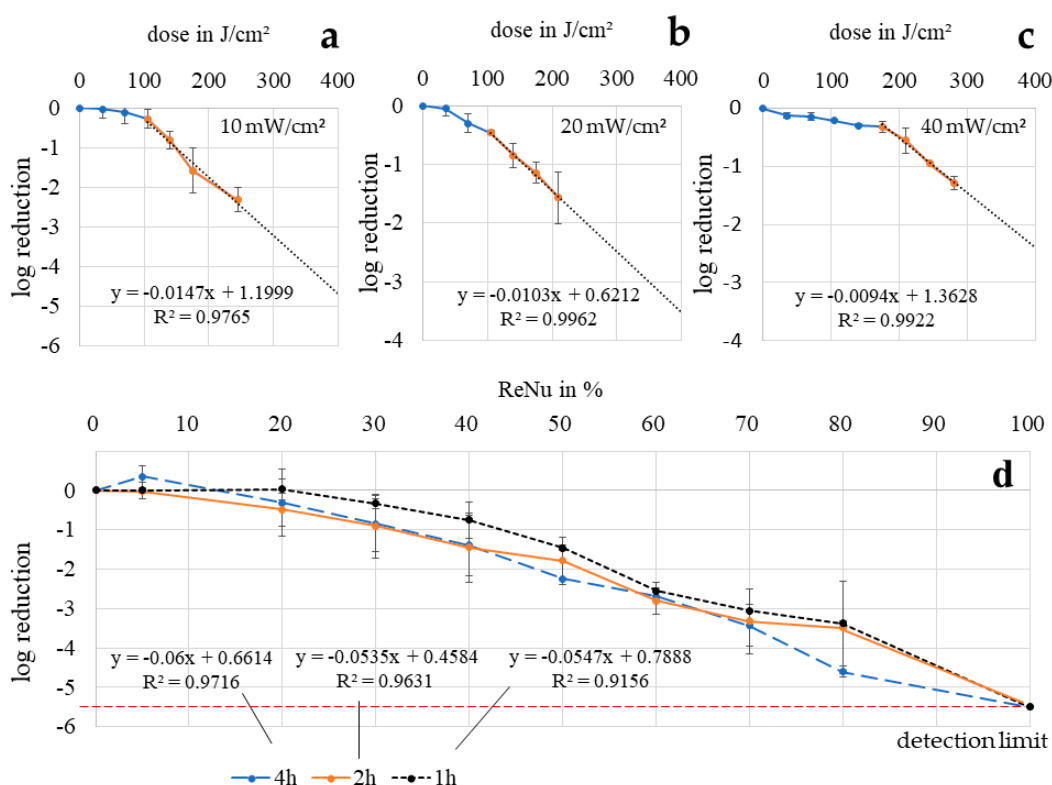 dose in J/cm²
a
0 100 200 300 400
0
-1
-2
-3
-4
-5
-6
log reduction
10 mW/cm²
y = -0.0147x + 1.1999
R² = 0.9765
dose in J/cm²
b
0 100 200 300 400
0
-1
-2
-3
-4
log reduction
20 mW/cm²
y = -0.0103x + 0.6212
R² = 0.9962
dose in J/cm²
c
0 100 200 300 400
0
-1
-2
-3
-4
log reduction
40 mW/cm²
y = -0.0094x + 1.3628
R² = 0.9922
ReNu in %
0 10 20 30 40 50 60 70 80 90 100
d
0
-1
-2
-3
-4
-5
-6
log reduction
y = -0.06x + 0.6614
R² = 0.9716
y = -0.0535x + 0.4584
R² = 0.9631
y = -0.0547x + 0.7888
R² = 0.9156
detection limit
4h 2h 1h